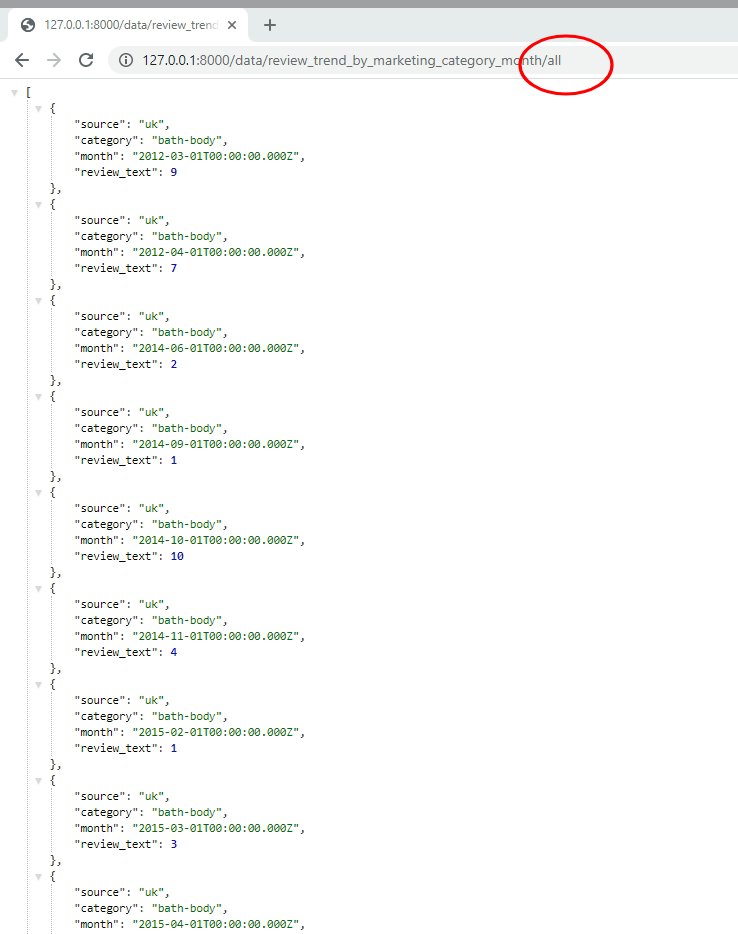 127.0.0.1:8000/data/review_trend
127.0.0.1:8000/data/review_trend_by_marketing_category_month/all
[
{
"source": "uk",
"category": "bath-body",
"month": "2012-03-01T00:00:00.000Z",
"review_text": 9
},
{
"source": "uk",
"category": "bath-body",
"month": "2012-04-01T00:00:00.000Z",
"review_text": 7
},
{
"source": "uk",
"category": "bath-body",
"month": "2014-06-01T00:00:00.000Z",
"review_text": 2
},
{
"source": "uk",
"category": "bath-body",
"month": "2014-09-01T00:00:00.000Z",
"review_text": 1
},
{
"source": "uk",
"category": "bath-body",
"month": "2014-10-01T00:00:00.000Z",
"review_text": 10
},
{
"source": "uk",
"category": "bath-body",
"month": "2014-11-01T00:00:00.000Z",
"review_text": 4
},
{
"source": "uk",
"category": "bath-body",
"month": "2015-02-01T00:00:00.000Z",
"review_text": 1
},
{
"source": "uk",
"category": "bath-body",
"month": "2015-03-01T00:00:00.000Z",
"review_text": 3
},
{
"source": "uk",
"category": "bath-body",
"month": "2015-04-01T00:00:00.000Z",